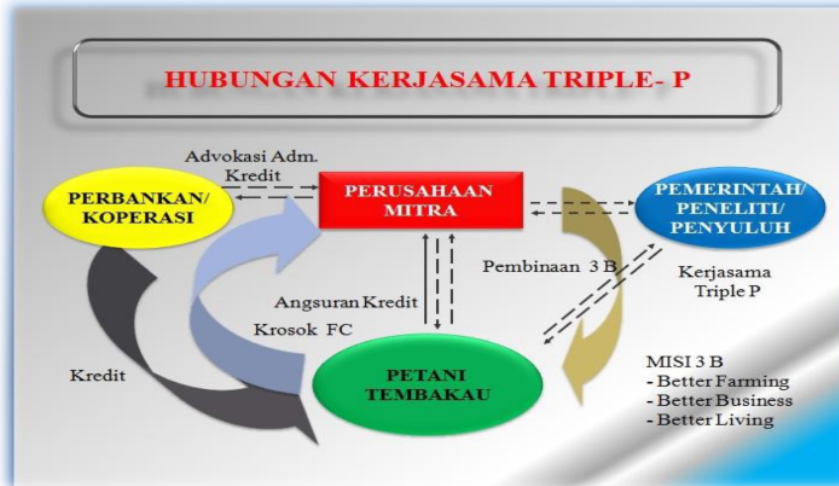 HUBUNGAN KERJASAMA TRIPLE- P
Advokasi Adm.
Kredit
PERBANKAN/
KOPERASI
PERUSAHAAN
MITRA
PEMERINTAH/
PENELITI/
PENYULUH
Pembinaan 3 B
Kerjasama
Triple P
Angsuran Kredit
Krosok FC
Kredit
PETANI
TEMBAKAU
MISI 3 B
- Better Farming
- Better Business
- Better Living